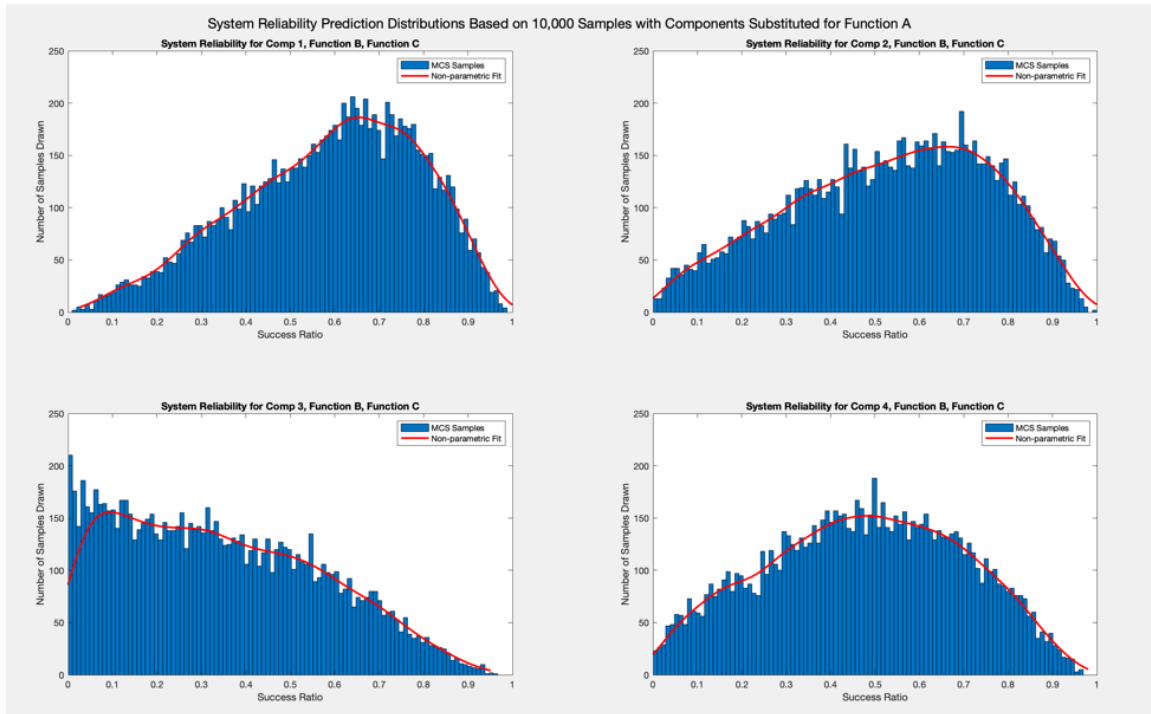 System Reliability Prediction Distributions Based on 10,000 Samples with Components Substituted for Function A
System Reliability for Comp 1, Function B, Function C
250
200
150
100
50
0
Number of Samples Drawn
MCS Samples
Non-parametric Fit
0 0.1 0.2 0.3 0.4 0.5 0.6 0.7 0.8 0.9 1
Success Ratio
System Reliability for Comp 2, Function B, Function C
250
200
150
100
50
0
Number of Samples Drawn
MCS Samples
Non-parametric Fit
0 0.1 0.2 0.3 0.4 0.5 0.6 0.7 0.8 0.9 1
Success Ratio
System Reliability for Comp 3, Function B, Function C
250
200
150
100
50
0
Number of Samples Drawn
MCS Samples
Non-parametric Fit
0 0.1 0.2 0.3 0.4 0.5 0.6 0.7 0.8 0.9 1
Success Ratio
System Reliability for Comp 4, Function B, Function C
250
200
150
100
50
0
Number of Samples Drawn
MCS Samples
Non-parametric Fit
0 0.1 0.2 0.3 0.4 0.5 0.6 0.7 0.8 0.9 1
Success Ratio